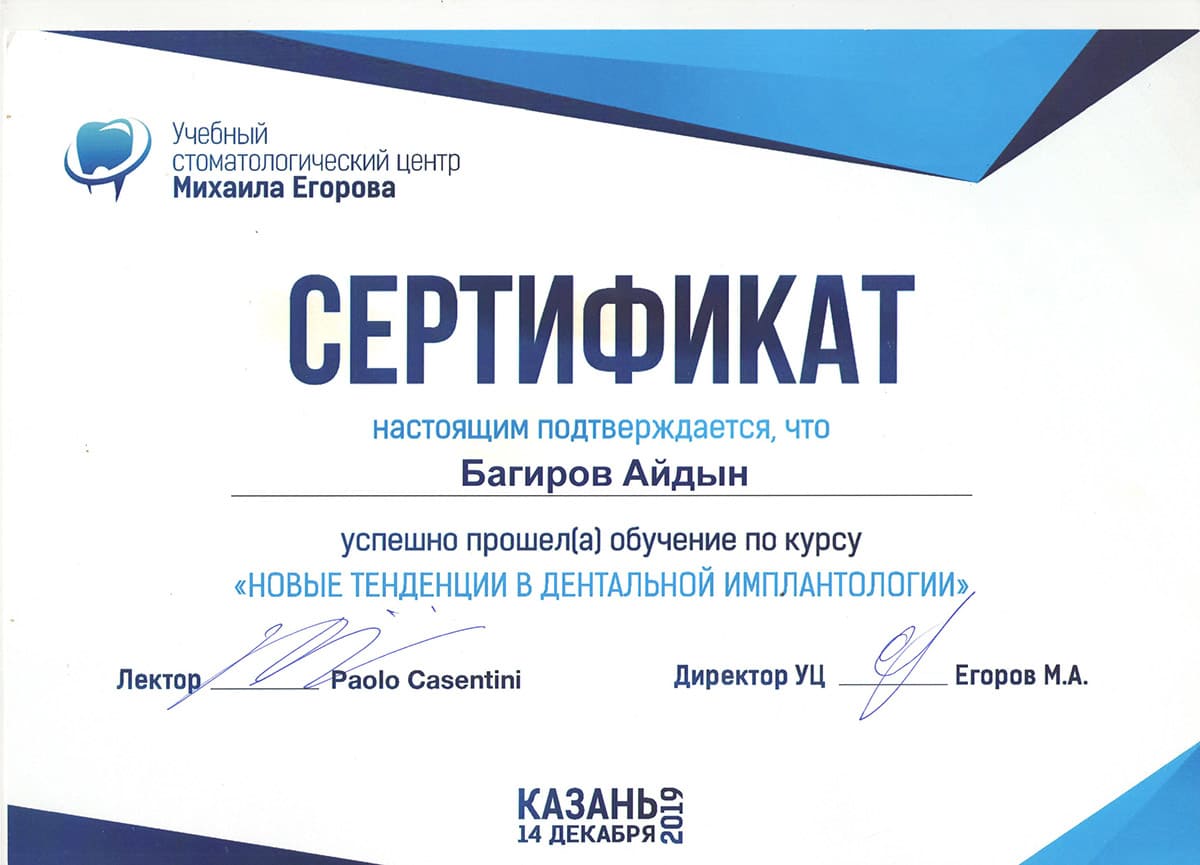 Учебный
стоматологический центр
Михаила Егорова
СЕРТИФИКАТ
настоящим подтверждается, что
Багиров Айдын
успешно прошел(а) обучение по курсу
«НОВЫЕ ТЕНДЕНЦИИ В ДЕНТАЛЬНОЙ ИМПЛАНТОЛОГИИ»
Лектор Paolo Casentini
Директор УЦ Егоров М.А.
КАЗАНЬ
14 ДЕКАБРЯ
2019